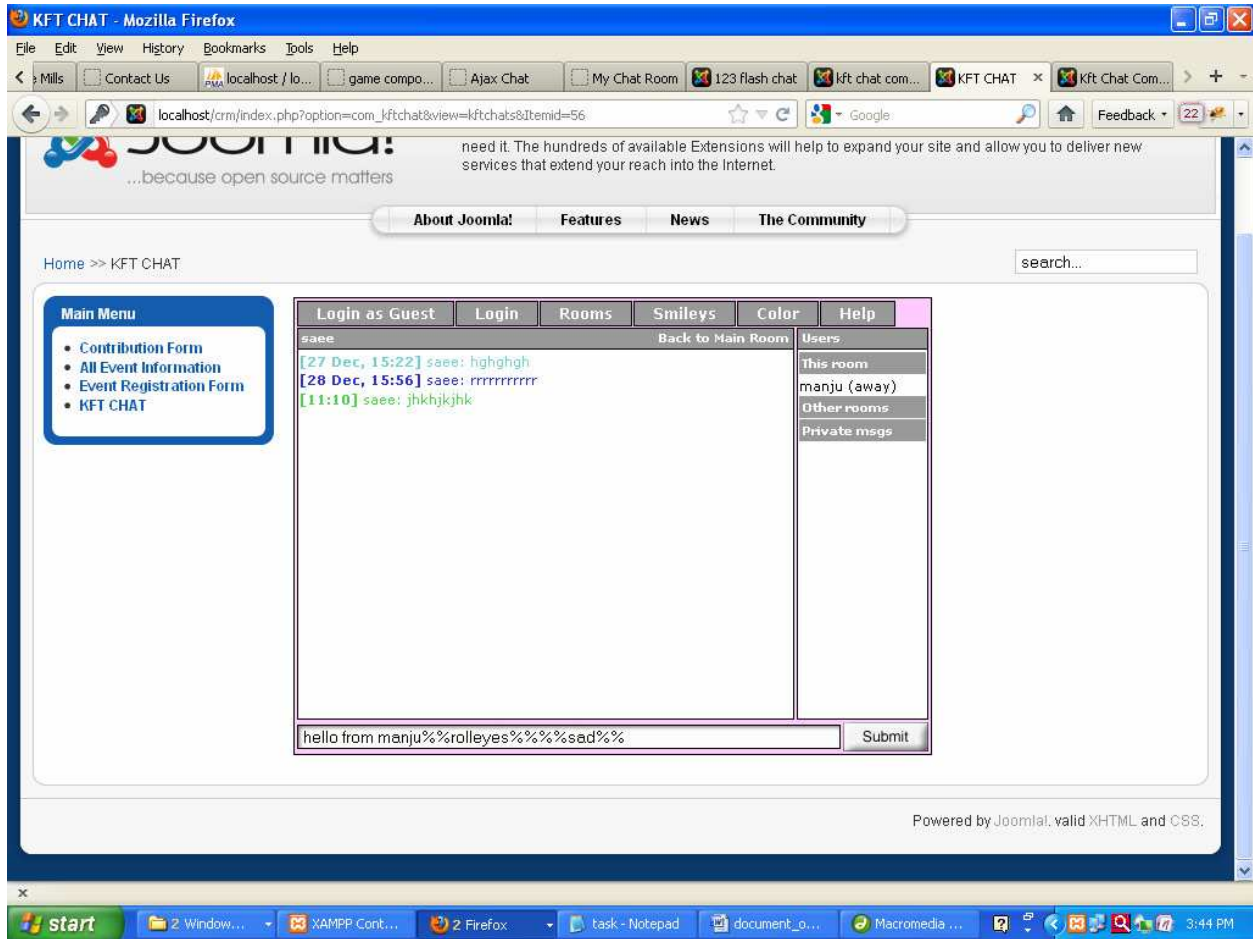 KFT CHAT - Mozilla Firefox
File Edit View History Bookmarks Tools Help
Mills Contact Us localhost / lo... game compo... Ajax Chat My Chat Room 123 flash chat kft chat com... KFT CHAT × Kft Chat Com...
localhost/crm/index.php?option=com_kftchat&view=kftchats&Itemid=56 Google Feedback 22
Joomla! need it. The hundreds of available Extensions will help to expand your site and allow you to deliver new
...because open source matters services that extend your reach into the Internet.
About Joomla! Features News The Community
Home >> KFT CHAT search...
Main Menu
Contribution Form
All Event Information
Event Registration Form
KFT CHAT
Login as Guest Login Rooms Smileys Color Help
saee Back to Main Room Users
[27 Dec, 15:22] saee: hghghgh
[28 Dec, 15:56] saee: rrrrrrrrrrr
[11:10] saee: jhkhjkjhk
This room
manju (away)
Other rooms
Private msgs
hello from manju%%rolleyes%%%%sad%% Submit
Powered by Joomla!. valid XHTML and CSS.
start 2 Window... XAMPP Cont... 2 Firefox task - Notepad document_o... Macromedia ... 3:44 PM